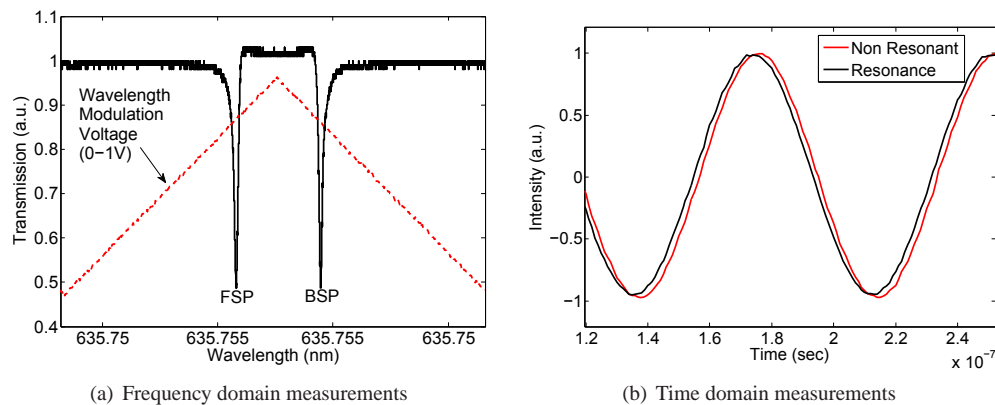 1.1
1
0.9
0.8
0.7
0.6
0.5
0.4
Transmission (a.u.)
Wavelength
Modulation
Voltage
(0−1V)
FSP
BSP
635.75
635.755
635.755
635.75
Wavelength (nm)
(a) Frequency domain measurements
1
0.5
0
−0.5
−1
Intensity (a.u.)
Non Resonant
Resonance
1.2
1.4
1.6
1.8
2
2.2
2.4
Time (sec)
x 10⁻⁷
(b) Time domain measurements